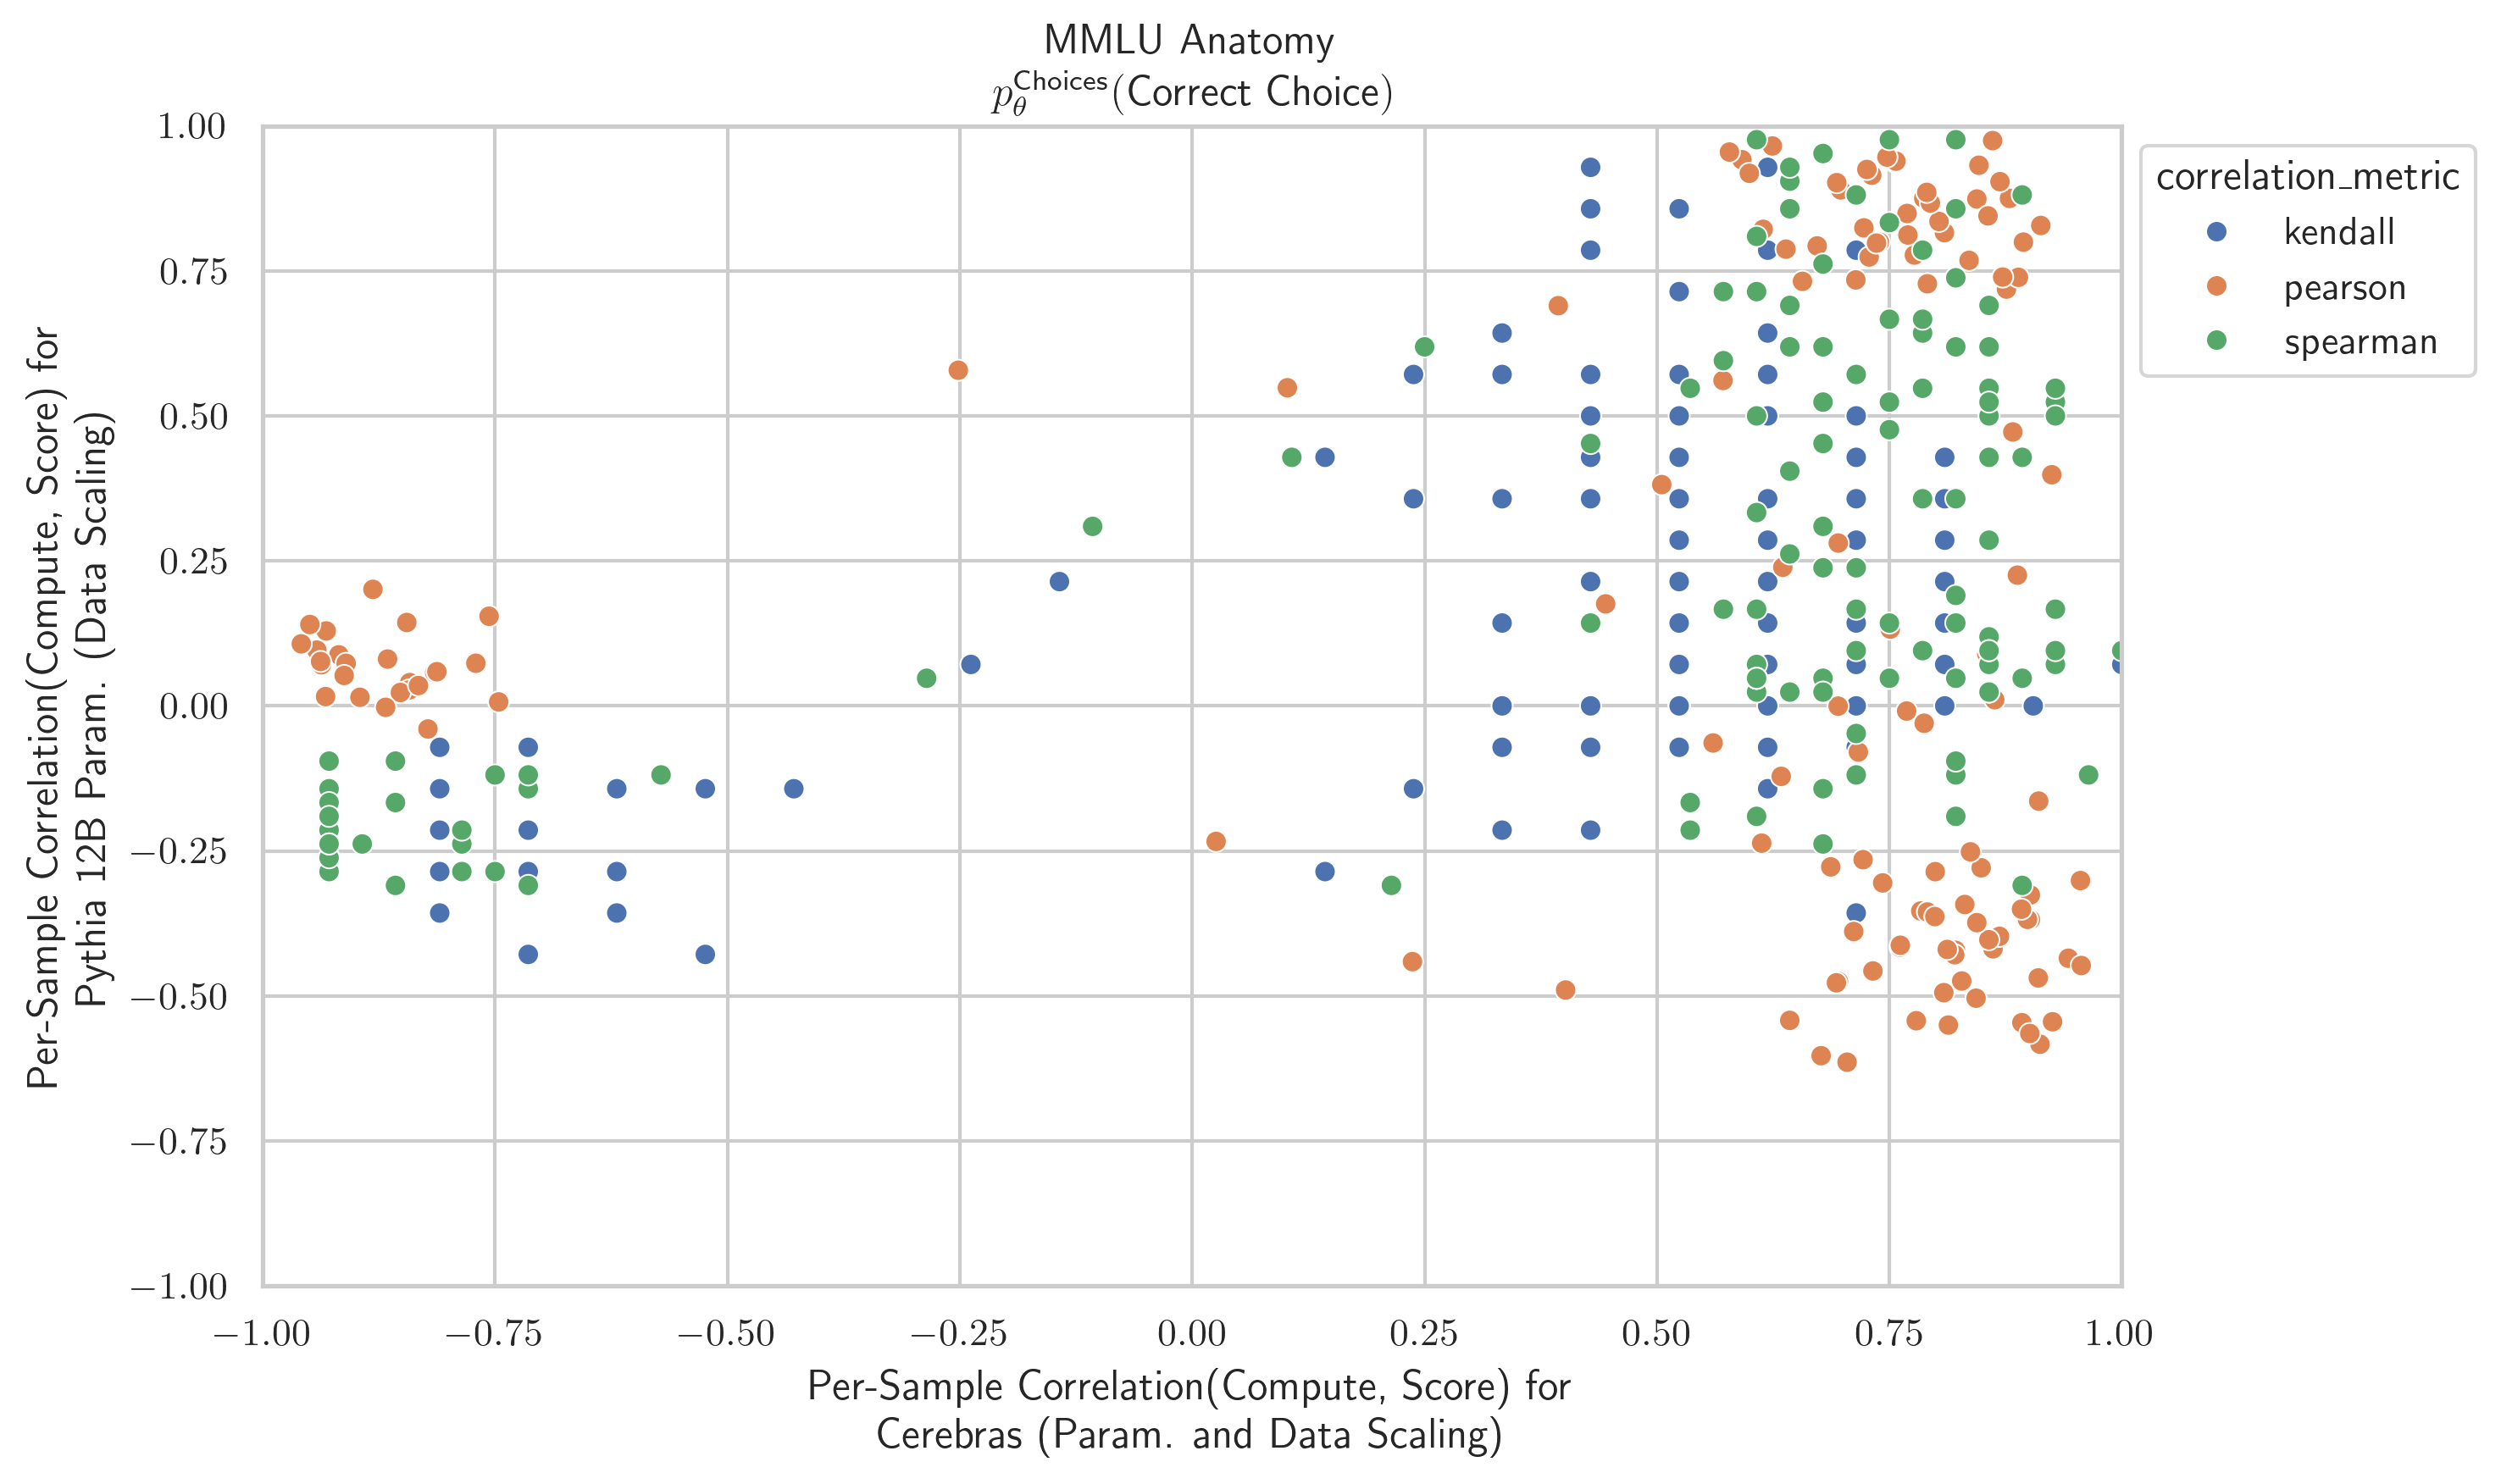 MMLU Anatomy
p_θ^Choices(Correct Choice)
1.00
0.75
0.50
0.25
0.00
−0.25
−0.50
−0.75
−1.00
Per-Sample Correlation(Compute, Score) for
Pythia 12B Param. (Data Scaling)
correlation_metric
kendall
pearson
spearman
−1.00 −0.75 −0.50 −0.25 0.00 0.25 0.50 0.75 1.00
Per-Sample Correlation(Compute, Score) for
Cerebras (Param. and Data Scaling)